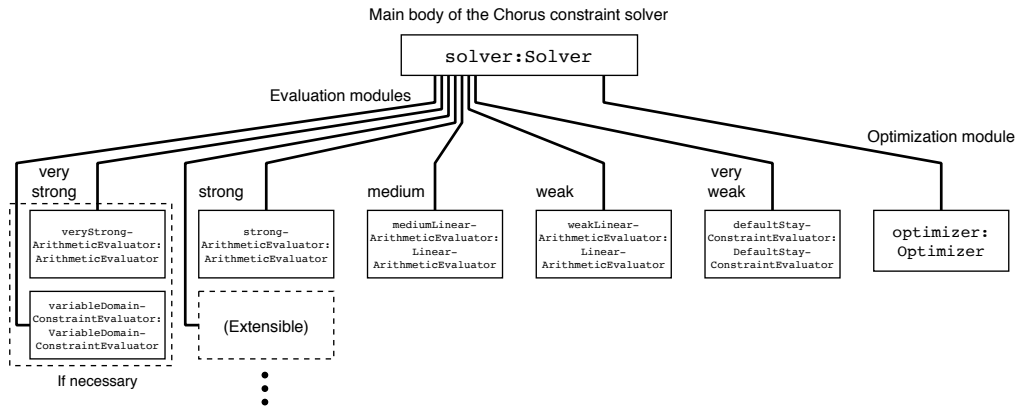 Main body of the Chorus constraint solver
solver:Solver
Evaluation modules
Optimization module
very
strong
strong
medium
weak
very
weak
veryStrong-
ArithmeticEvaluator:
ArithmeticEvaluator
strong-
ArithmeticEvaluator:
ArithmeticEvaluator
mediumLinear-
ArithmeticEvaluator:
Linear-
ArithmeticEvaluator
weakLinear-
ArithmeticEvaluator:
Linear-
ArithmeticEvaluator
defaultStay-
ConstraintEvaluator:
DefaultStay-
ConstraintEvaluator
optimizer:
Optimizer
variableDomain-
ConstraintEvaluator:
VariableDomain-
ConstraintEvaluator
(Extensible)
If necessary